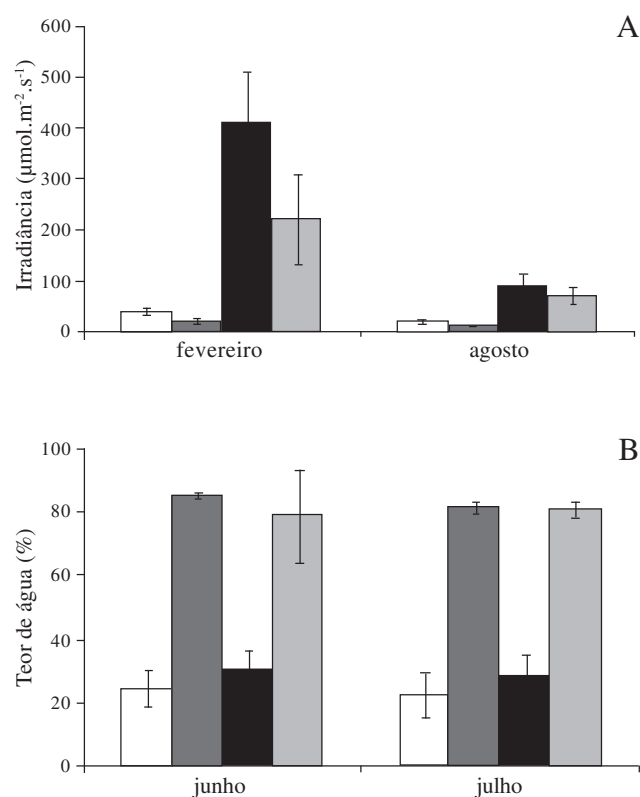 A
600
500
400
300
200
100
0
Irradiância (µmol.m⁻².s⁻¹)
fevereiro agosto
B
100
80
60
40
20
0
Teor de água (%)
junho julho